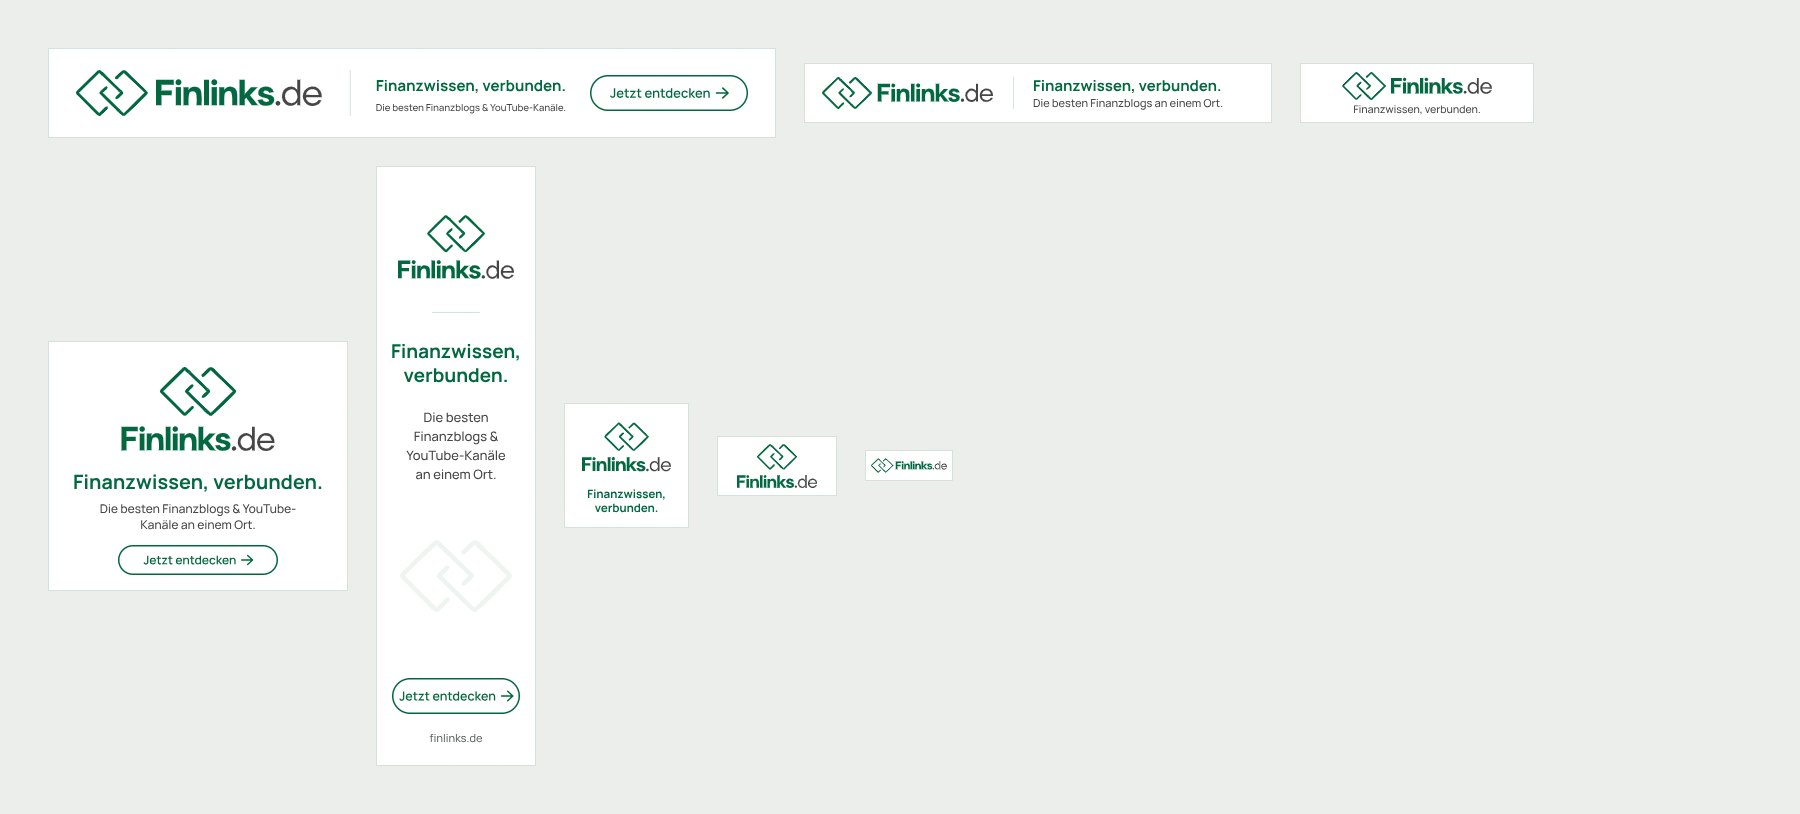 Finlinks.de
Finanzwissen, verbunden.
Die besten Finanzblogs & YouTube-Kanäle.
Jetzt entdecken →
Finlinks.de
Finanzwissen, verbunden.
Die besten Finanzblogs an einem Ort.
Finlinks.de
Finanzwissen, verbunden.
Finlinks.de
Finanzwissen, verbunden.
Die besten Finanzblogs & YouTube-
Kanäle an einem Ort.
Jetzt entdecken →
Finlinks.de
Finanzwissen,
verbunden.
Die besten
Finanzblogs &
YouTube-Kanäle
an einem Ort.
Jetzt entdecken →
finlinks.de
Finlinks.de
Finanzwissen,
verbunden.
Finlinks.de
Finlinks.de